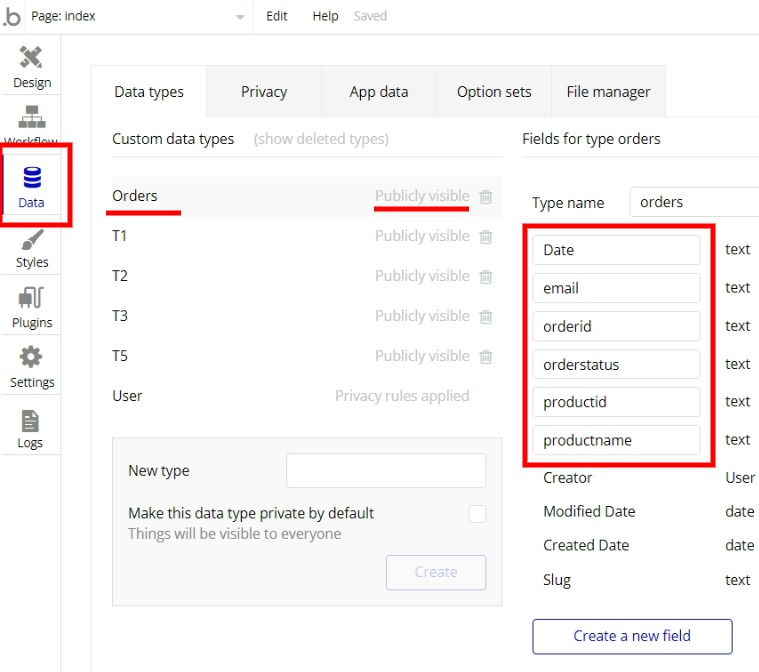 .b Page: index Edit Help Saved
Design
Workflow
Data
Styles
Plugins
Settings
Logs
Data types Privacy App data Option sets File manager
Custom data types (show deleted types)
Orders Publicly visible
T1 Publicly visible
T2 Publicly visible
T3 Publicly visible
T5 Publicly visible
User Privacy rules applied
New type
Make this data type private by default
Things will be visible to everyone
Create
Fields for type orders
Type name orders
Date text
email text
orderid text
orderstatus text
productid text
productname text
Creator User
Modified Date date
Created Date date
Slug text
Create a new field